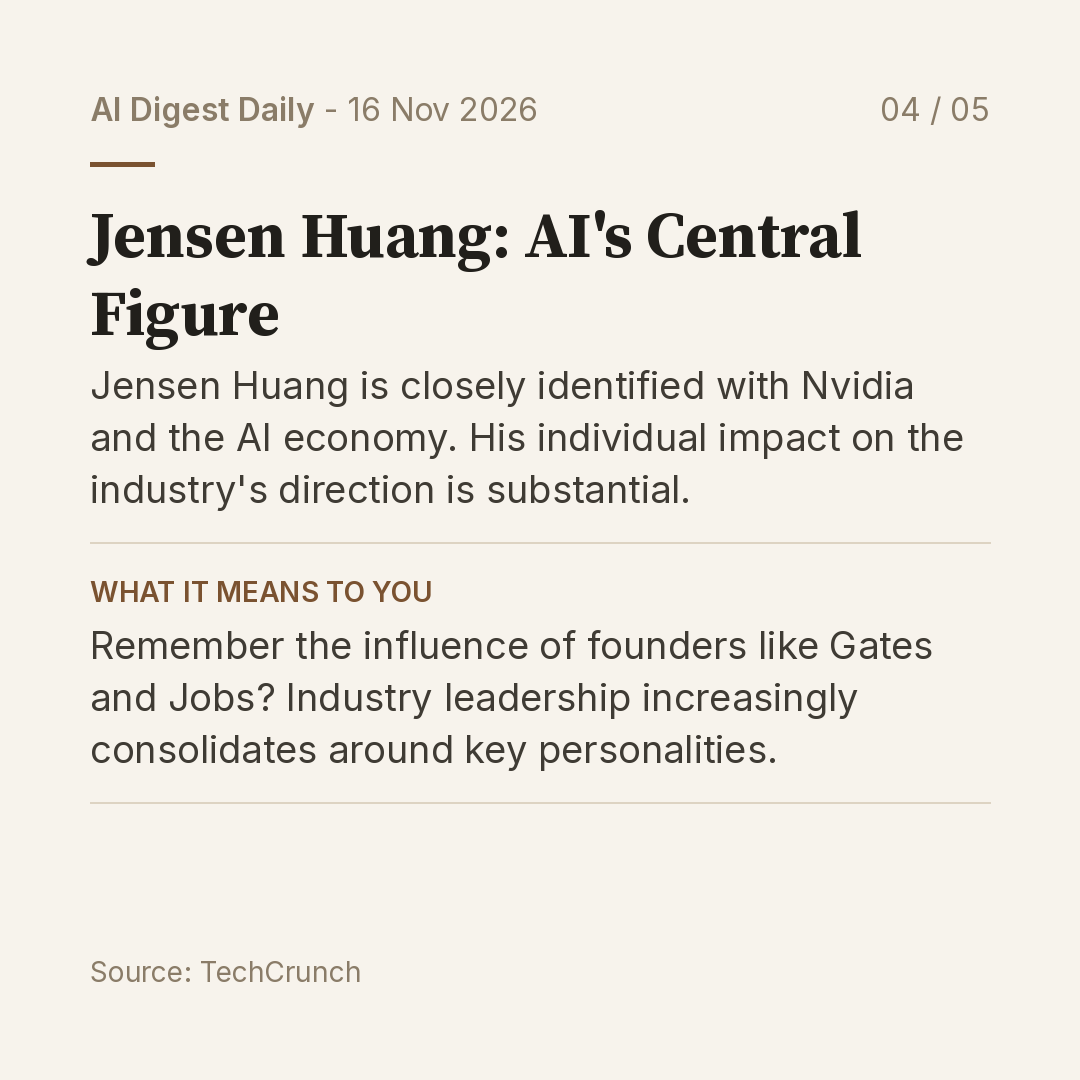 AI Digest Daily - 16 Nov 2026
04 / 05
Jensen Huang: AI's Central
Figure
Jensen Huang is closely identified with Nvidia
and the AI economy. His individual impact on the
industry's direction is substantial.
WHAT IT MEANS TO YOU
Remember the influence of founders like Gates
and Jobs? Industry leadership increasingly
consolidates around key personalities.
Source: TechCrunch